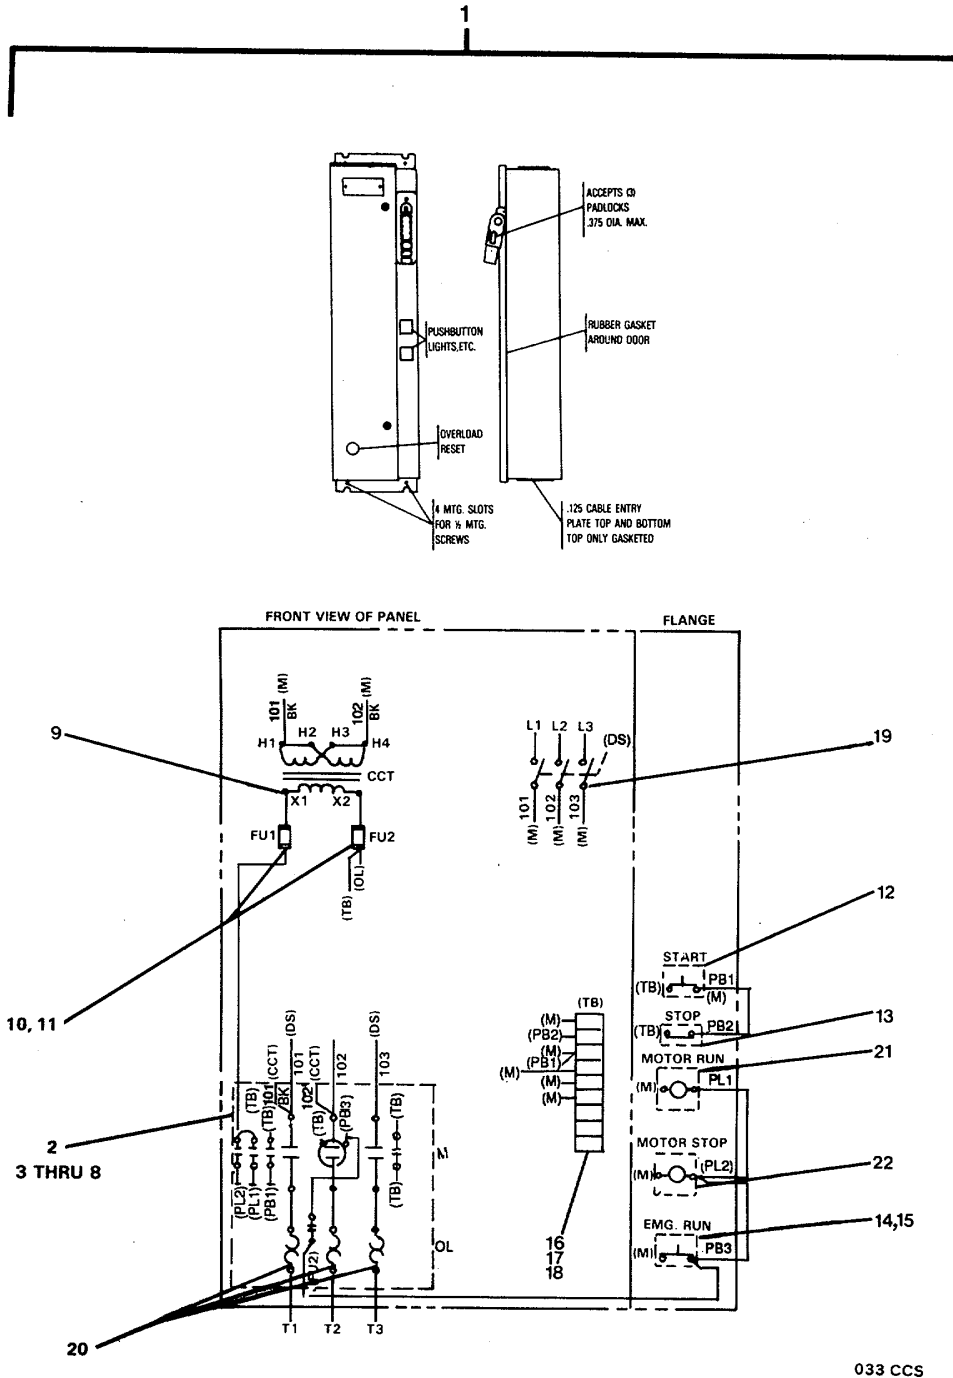 1
ACCEPTS (3)
PADLOCKS
.375 DIA. MAX.
PUSHBUTTON
LIGHTS,ETC.
RUBBER GASKET
AROUND DOOR
OVERLOAD
RESET
4 MTG. SLOTS
FOR ½ MTG.
SCREWS
.125 CABLE ENTRY
PLATE TOP AND BOTTOM
TOP ONLY GASKETED
FRONT VIEW OF PANEL
FLANGE
101 (M)
BK
102 (M)
BK
9
H1 H2 H3 H4
CCT
X1 X2
FU1
FU2
(TB)
(OL)
L1 L2 L3
(DS)
19
101
(M)
102
(M)
103
(M)
12
START
(TB)
PB1
(M)
10, 11
STOP
(TB)
PB2
13
MOTOR RUN
21
(M)
PL1
(TB)
(M)
(PB2)
(M)
(PB1)
(M)
(M)
(M)
(DS)
(DS)
101
(CCT)
102
103
(TB)
(TB)
101 (CCT)
BK
102
(TB)
(PB3)
(TB)
2
3 THRU 8
M
(PL2)
(PL1)
(PB1)
(TB)
MOTOR STOP
(M)
(PL2)
22
OL
U2)
16
17
18
EMG. RUN
14,15
(M)
PB3
T1 T2 T3
20
033 CCS